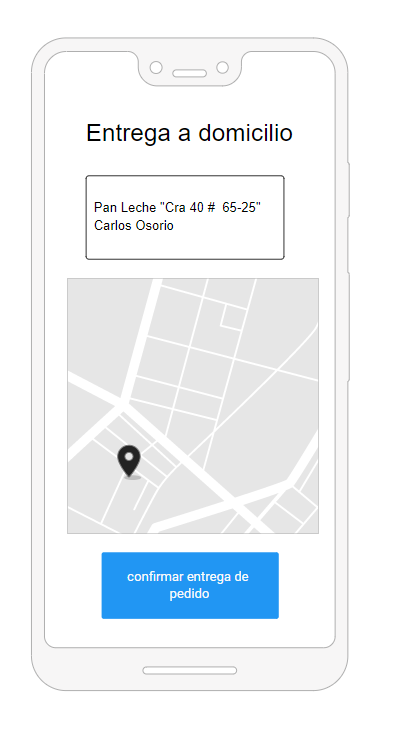 Entrega a domicilio
Pan Leche "Cra 40 #  65-25"
Carlos Osorio
confirmar entrega de
pedido